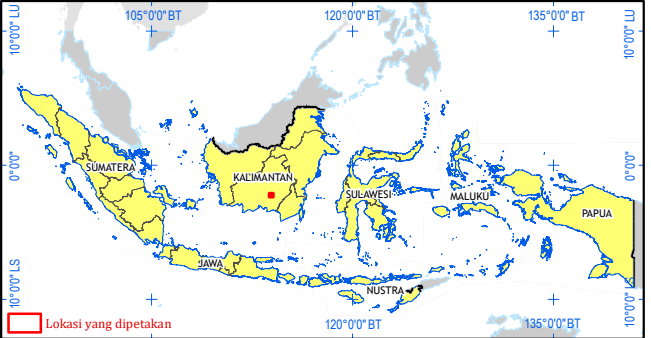 105°0'0"BT 120°0'0"BT 135°0'0"BT
10°0'0"LU 10°0'0"LU
0°0'0" 0°0'0"
10°0'0"LS 10°0'0"LS
SUMATERA
KALIMANTAN
SULAWESI
MALUKU
PAPUA
JAWA
NUSTRA
Lokasi yang dipetakan
120°0'0"BT 135°0'0"BT